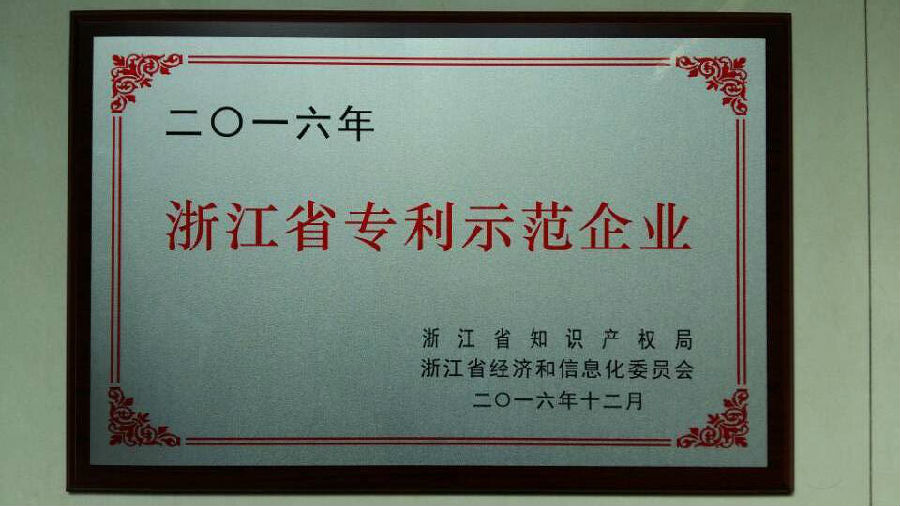 二〇一六年
浙江省专利示范企业
浙江省知识产权局
浙江省经济和信息化委员会
二〇一六年十二月